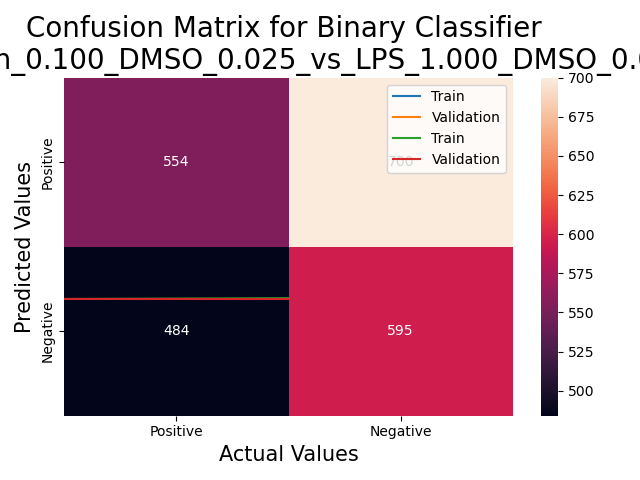 Confusion Matrix for Binary Classifier
n_0.100_DMSO_0.025_vs_LPS_1.000_DMSO_0.0
Train
Validation
Train
Validation
554
700
484
595
Positive
Negative
Predicted Values
Positive
Negative
Actual Values
700
675
650
625
600
575
550
525
500